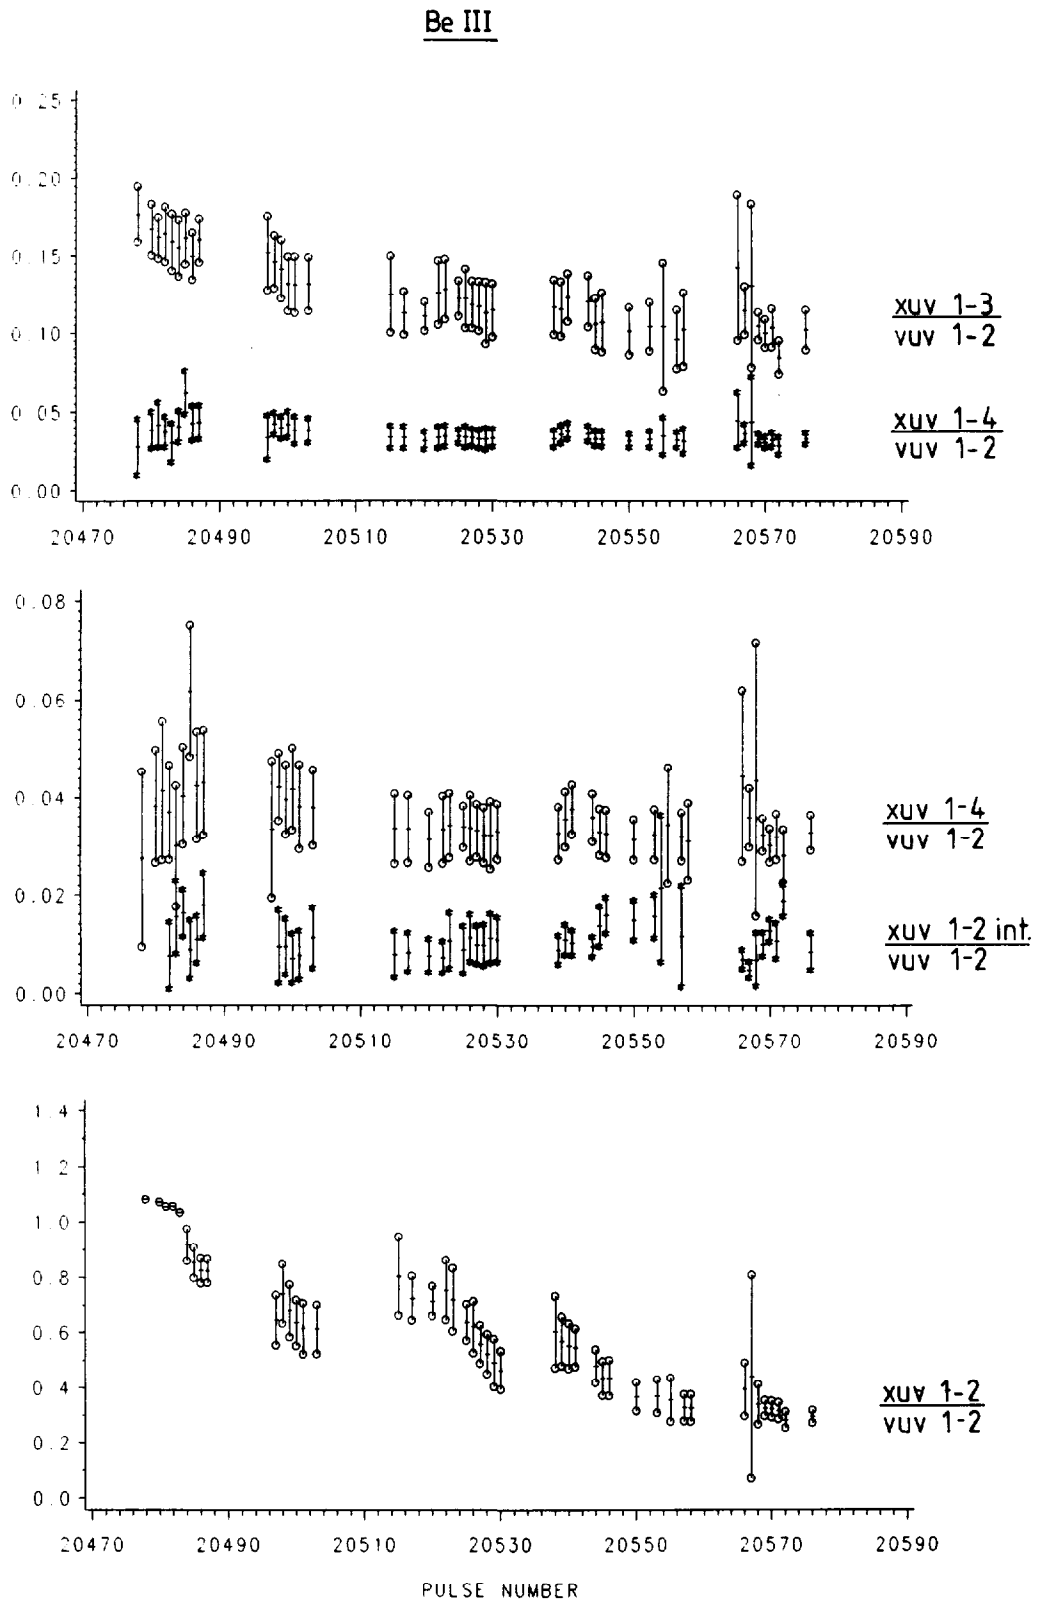 Be III
0.25
0.20
0.15
0.10
0.05
0.00
xuv 1-3
vuv 1-2
xuv 1-4
vuv 1-2
20470 20490 20510 20530 20550 20570 20590
0.08
0.06
0.04
0.02
0.00
xuv 1-4
vuv 1-2
xuv 1-2 int.
vuv 1-2
20470 20490 20510 20530 20550 20570 20590
1.4
1.2
1.0
0.8
0.6
0.4
0.2
0.0
xuv 1-2
vuv 1-2
20470 20490 20510 20530 20550 20570 20590
PULSE NUMBER